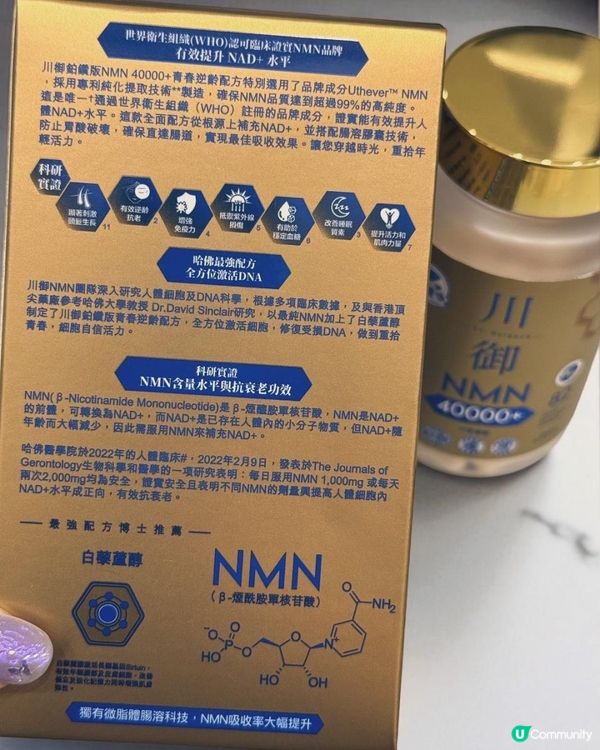 世界衛生組織(WHO)認可臨床證實NMN品牌
有效提升 NAD+ 水平
川御鉑鑽版NMN 40000+青春逆齡配方特別選用了品牌成分Uthever™ NMN
，採用專利純化提取技術**製造，確保NMN品質達到超過99%的高純度。
這是唯一†通過世界衛生組織（WHO）註冊的品牌成分，證實能有效提升人
體NAD+水平。這款全面配方從根源上補充NAD+，並搭配腸溶膠囊技術，
防止胃酸破壞，確保直達腸道，實現最佳吸收效果。讓您穿越時光，重拾年
輕活力。
科研
實證
顯著刺激
頭髮生長
11
有效逆齡
抗老
2
增強
免疫力
4
抵禦紫外線
損傷
5
有助於
穩定血糖
6
改善睡眠
質素
3
提升活力和
肌肉力量
7
哈佛最強配方
全方位激活DNA
川御NMN團隊深入研究人體細胞及DNA科學，根據多項臨床數據，及與香港頂
尖藥廠參考哈佛大學教授 Dr.David Sinclair研究，以最純NMN加上了白藜蘆醇
制定了川御鉑鑽版青春逆齡配方，全方位激活細胞，修復受損DNA，做到重拾
青春，細胞自信活力。
科研實證
NMN含量水平與抗衰老功效
NMN( β-Nicotinamide Mononucleotide)是 β-煙醯胺單核苷酸，NMN是NAD+
的前體，可轉換為NAD+，而NAD+是已存在人體內的小分子物質，但NAD+隨
年齡而大幅減少，因此需服用NMN來補充NAD+。
哈佛醫學院於2022年的人體臨床#，2022年2月9日，發表於The Journals of
Gerontology生物科學和醫學的一項研究表明：每日服用NMN 1,000mg 或每天
兩次2,000mg均為安全，證實安全且表明不同NMN的劑量與提高人體細胞內
NAD+水平成正向，有效抗衰老。
最強配方博士推薦
白藜蘆醇
NMN
( β-煙酰胺單核苷酸)
O
NH₂
O
⁻O
P
O
O
N⁺
HO
HO
OH
獨有微脂體腸溶科技，NMN吸收率大幅提升
川
御
NMN
40000+
U Community